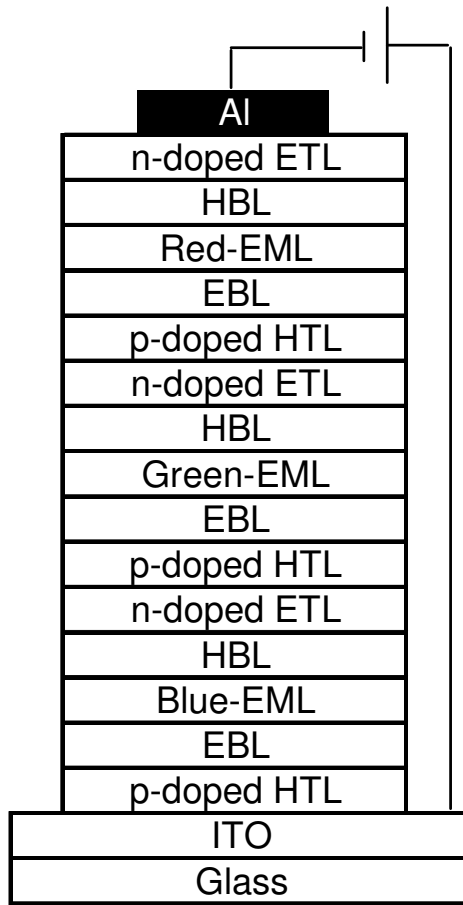 Al
n-doped ETL
HBL
Red-EML
EBL
p-doped HTL
n-doped ETL
HBL
Green-EML
EBL
p-doped HTL
n-doped ETL
HBL
Blue-EML
EBL
p-doped HTL
ITO
Glass